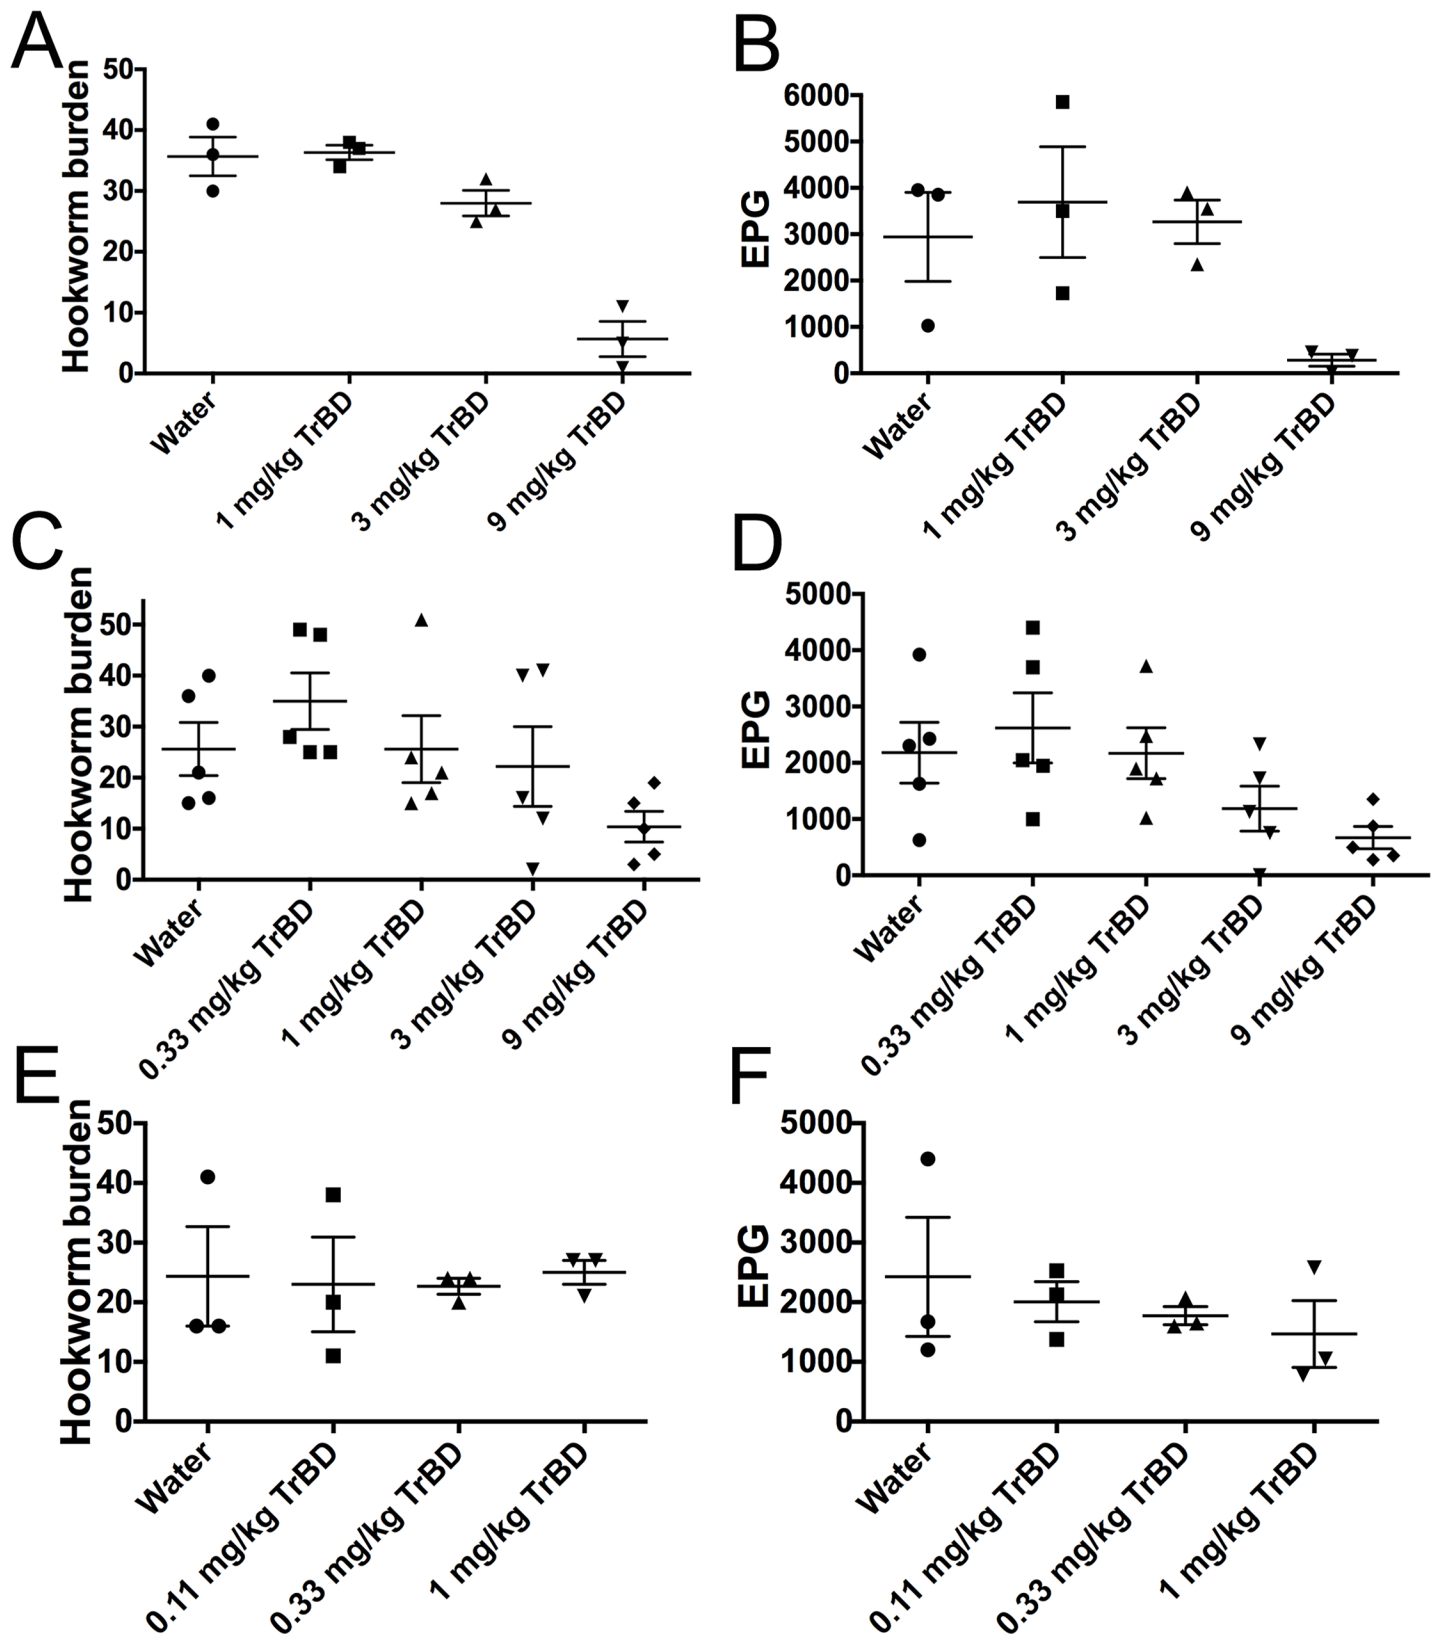 A
Hookworm burden
50
40
30
20
10
0
Water
1 mg/kg TrBD
3 mg/kg TrBD
9 mg/kg TrBD
B
EPG
6000
5000
4000
3000
2000
1000
0
Water
1 mg/kg TrBD
3 mg/kg TrBD
9 mg/kg TrBD
C
Hookworm burden
50
40
30
20
10
0
Water
0.33 mg/kg TrBD
1 mg/kg TrBD
3 mg/kg TrBD
9 mg/kg TrBD
D
EPG
5000
4000
3000
2000
1000
0
Water
0.33 mg/kg TrBD
1 mg/kg TrBD
3 mg/kg TrBD
9 mg/kg TrBD
E
Hookworm burden
50
40
30
20
10
0
Water
0.11 mg/kg TrBD
0.33 mg/kg TrBD
1 mg/kg TrBD
F
EPG
5000
4000
3000
2000
1000
0
Water
0.11 mg/kg TrBD
0.33 mg/kg TrBD
1 mg/kg TrBD